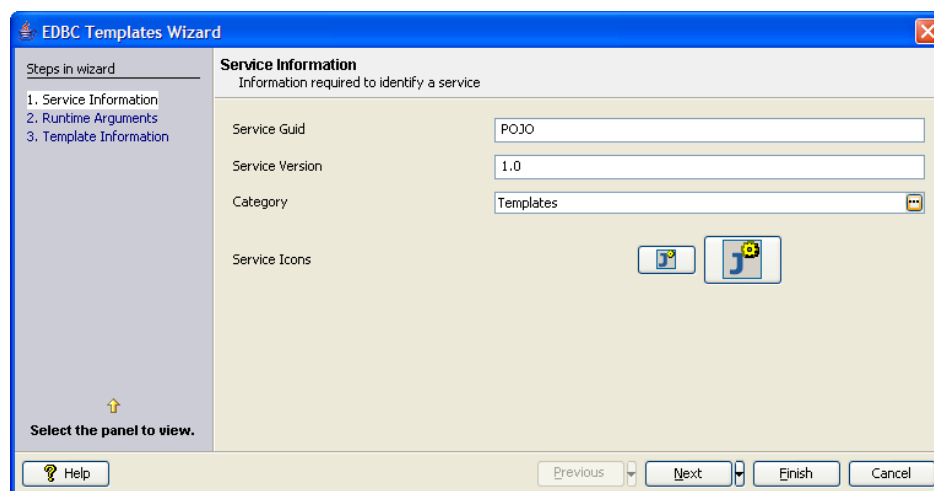 EDBC Templates Wizard
Steps in wizard
1. Service Information
2. Runtime Arguments
3. Template Information
Select the panel to view.
Service Information
Information required to identify a service
Service Guid
POJO
Service Version
1.0
Category
Templates
Service Icons
Help
Previous
Next
Finish
Cancel